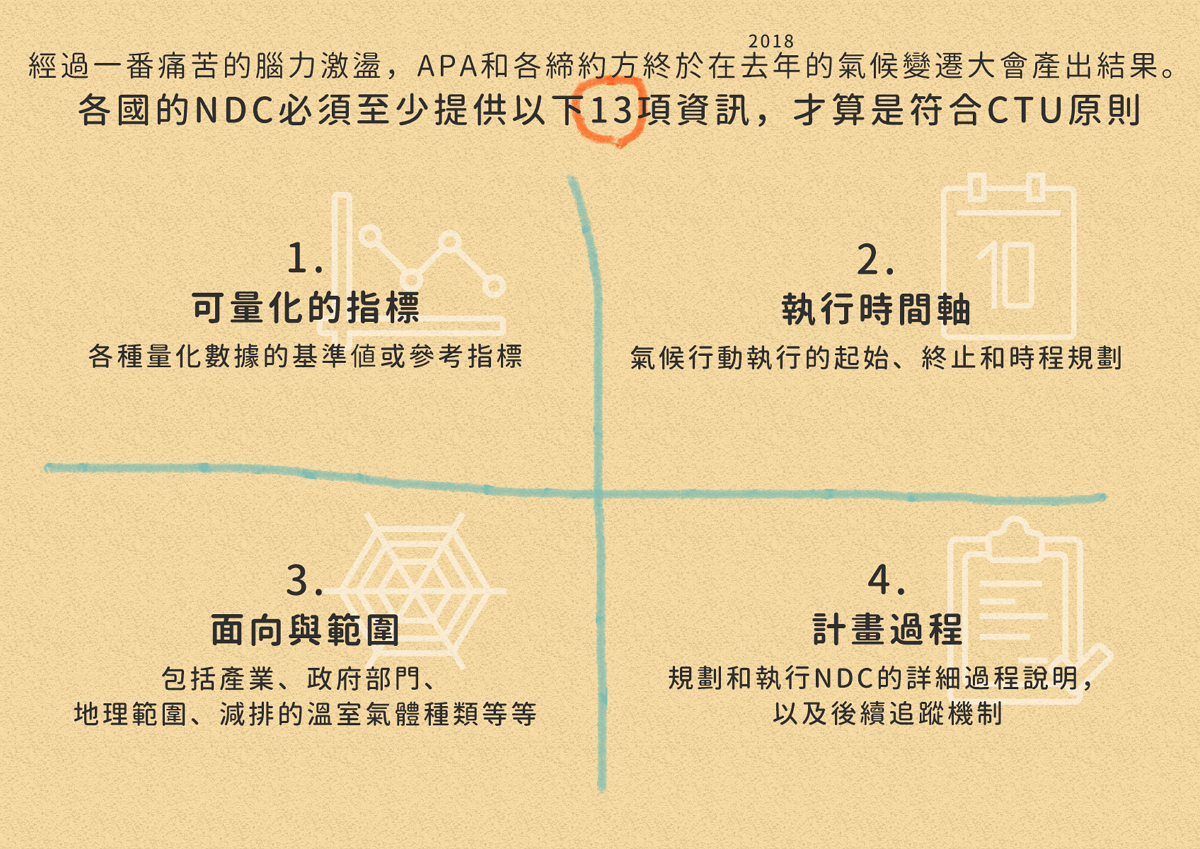 2018
經過一番痛苦的腦力激盪，APA和各締約方終於在去年的氣候變遷大會產出結果。
各國的NDC必須至少提供以下13項資訊，才算是符合CTU原則
1.
可量化的指標
各種量化數據的基準値或參考指標
2.
執行時間軸
氣候行動執行的起始、終止和時程規劃
10
3.
面向與範圍
包括產業、政府部門、
地理範圍、減排的溫室氣體種類等等
4.
計畫過程
規劃和執行NDC的詳細過程說明，
以及後續追蹤機制